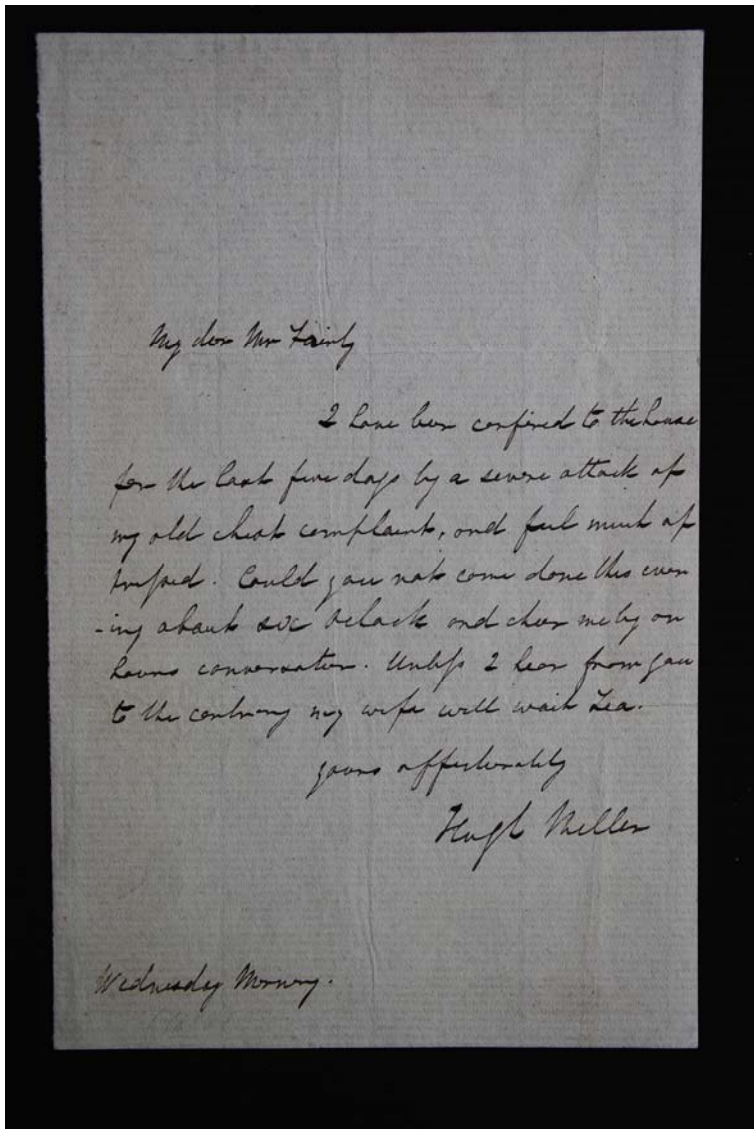 My dear Mr Fairly
I have been confined to the house
for the last five days by a severe attack of
my old chest complaint, and feel much of
Could you not come done this even
-ing about six oclock and cheer me by an
hours conversation. Unless I hear from you
to the contrary my wife will wait Tea.
yours affectionately
Hugh Miller
Wednesday Morning.